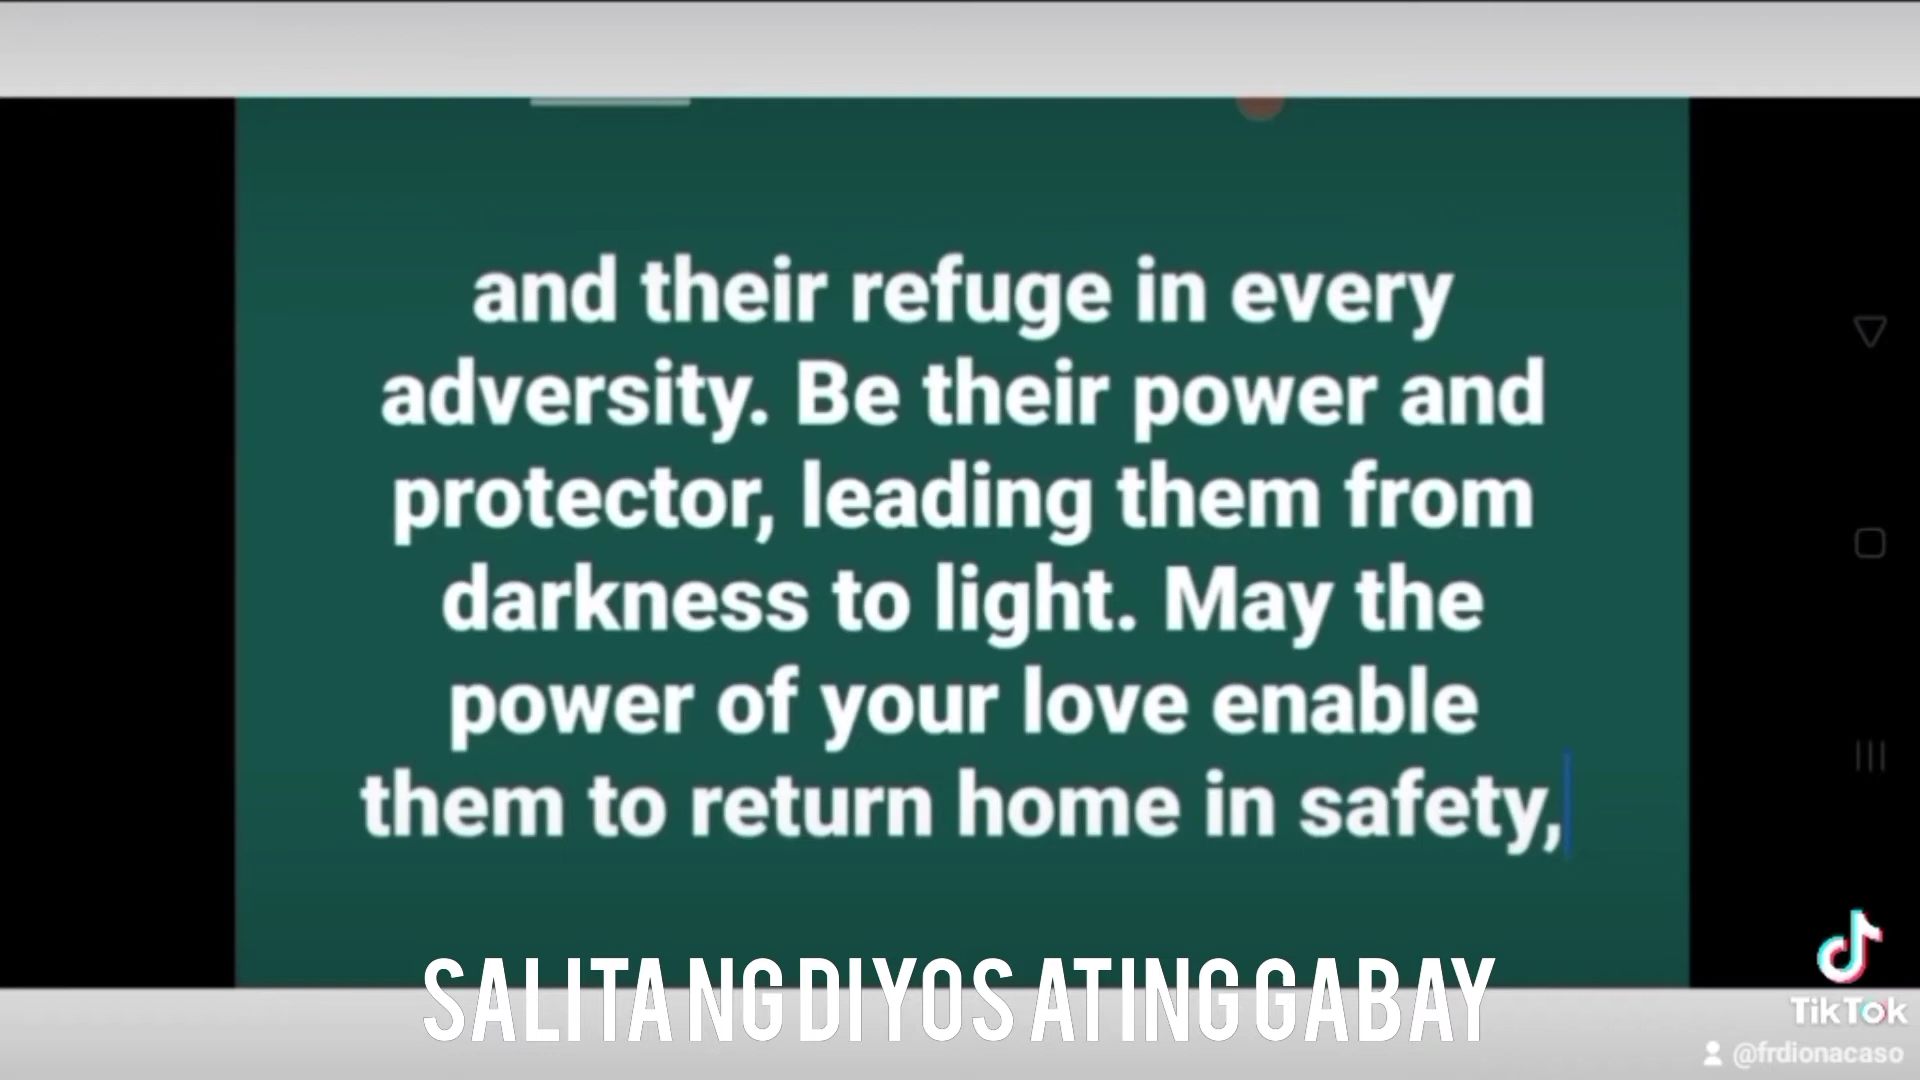 and their refuge in every
adversity. Be their power and
protector, leading them from
darkness to light. May the
power of your love enable
them to return home in safety,
SALITA NG DIYOS ATING GABAY
TikTok
@frdionacaso